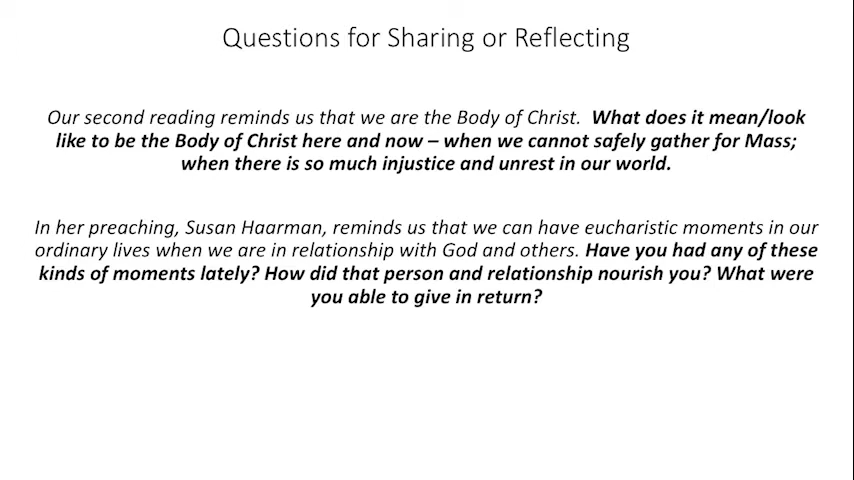 Questions for Sharing or Reflecting
Our second reading reminds us that we are the Body of Christ.  What does it mean/look
like to be the Body of Christ here and now – when we cannot safely gather for Mass;
when there is so much injustice and unrest in our world.
In her preaching, Susan Haarman, reminds us that we can have eucharistic moments in our
ordinary lives when we are in relationship with God and others. Have you had any of these
kinds of moments lately? How did that person and relationship nourish you? What were
you able to give in return?